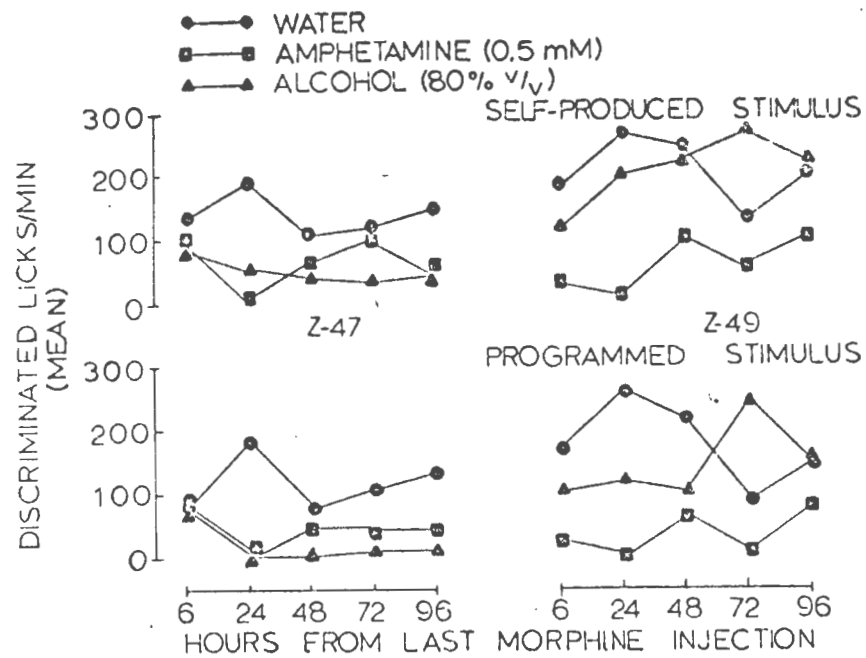 WATER
AMPHETAMINE (0.5 mM)
ALCOHOL (80% v/v)
SELF-PRODUCED STIMULUS
300
200
100
0
Z-47
Z-49
PROGRAMMED STIMULUS
300
200
100
0
DISCRIMINATED LICKS/MIN
(MEAN)
6 24 48 72 96 6 24 48 72 96
HOURS FROM LAST MORPHINE INJECTION